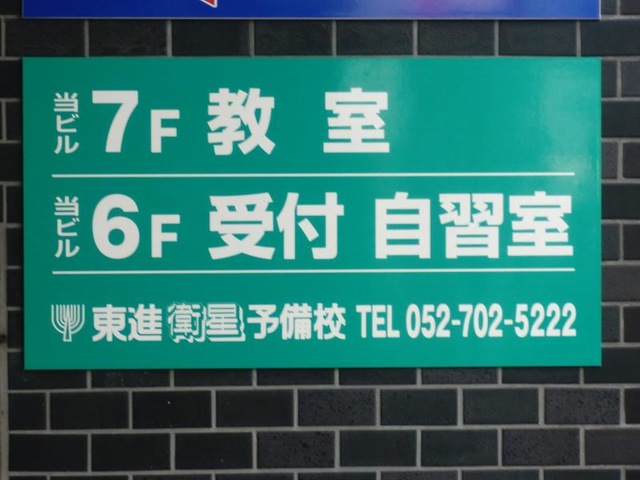 当ビル 7F 教室
当ビル 6F 受付 自習室
東進衛星予備校 TEL 052-702-5222